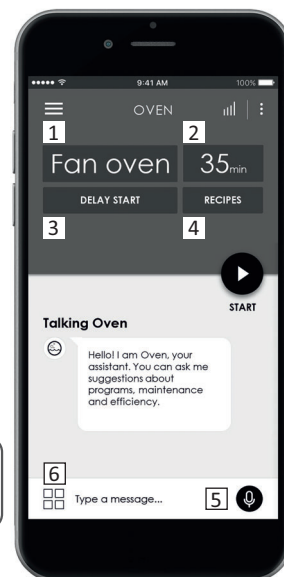 9:41 AM 100%
OVEN
1 2
Fan oven 35min
DELAY START RECIPES
3 4
START
Talking Oven
Hello! I am Oven, your
assistant. You can ask me
suggestions about
programs, maintenance
and efficiency.
6
Type a message... 5